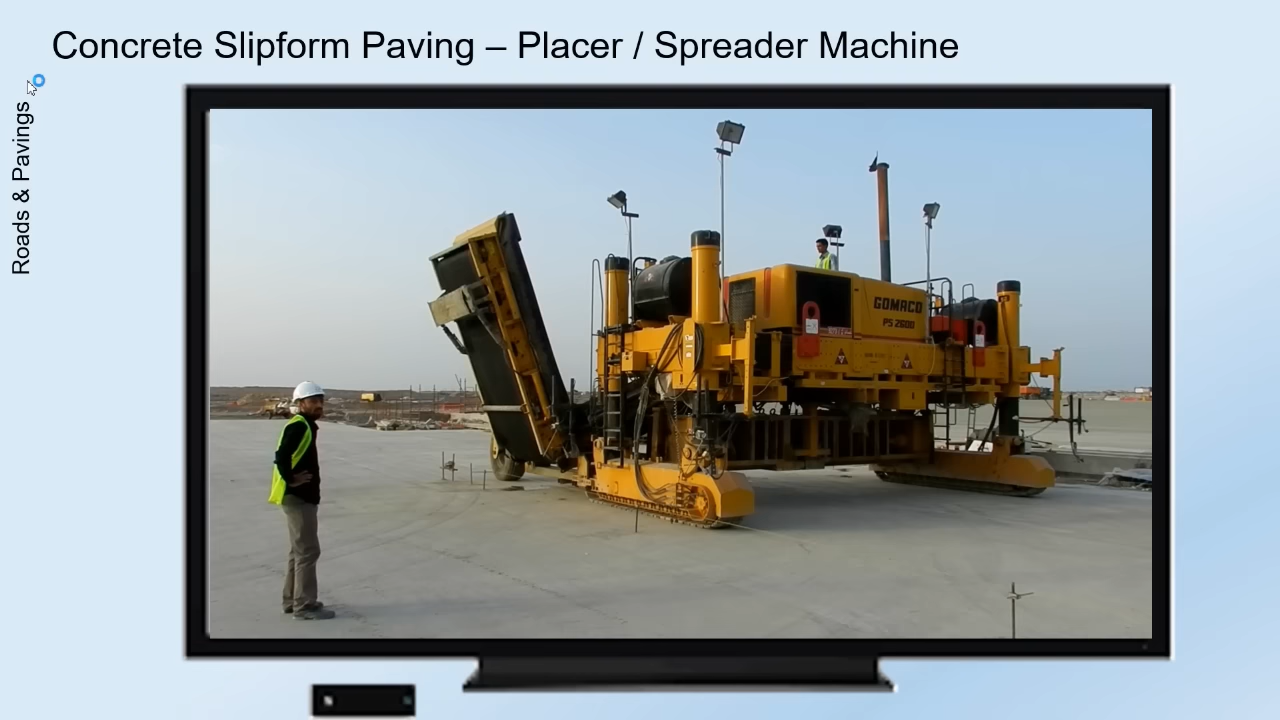 Concrete Slipform Paving – Placer / Spreader Machine
Roads & Pavings
GOMACO
PS 2600